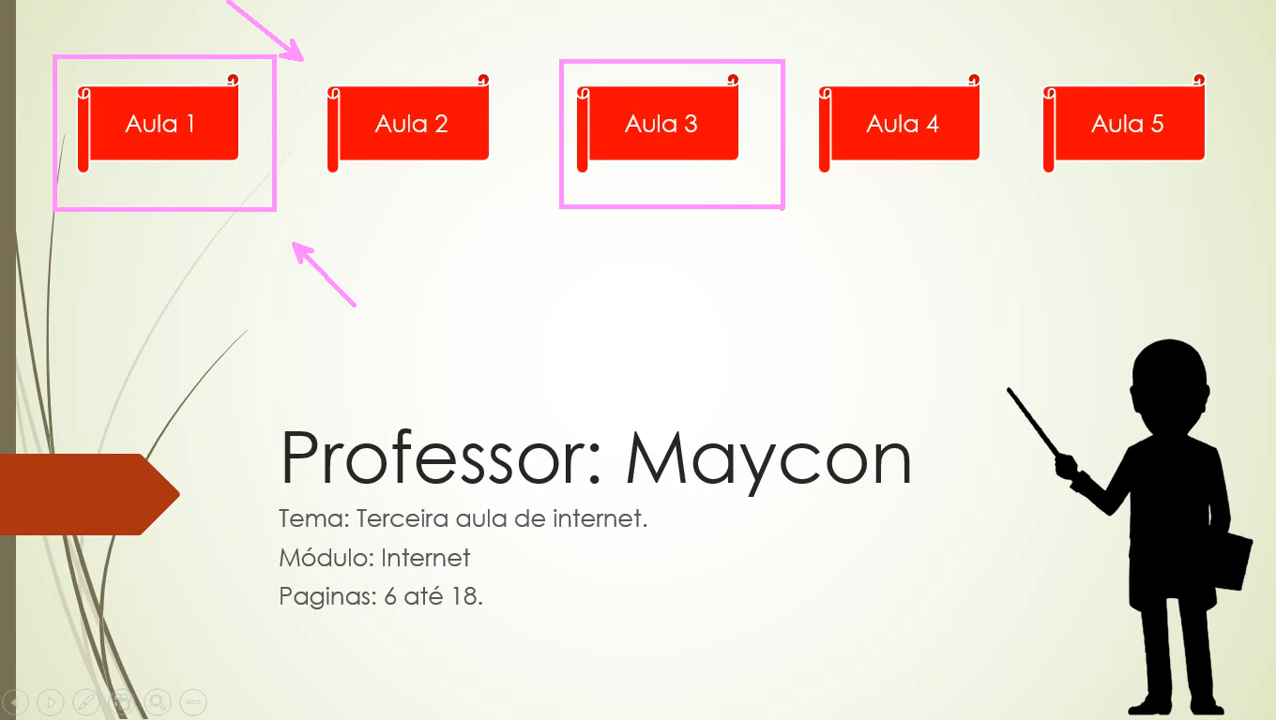 Aula 1
Aula 2
Aula 3
Aula 4
Aula 5
Professor: Maycon
Tema: Terceira aula de internet.
Módulo: Internet
Paginas: 6 até 18.